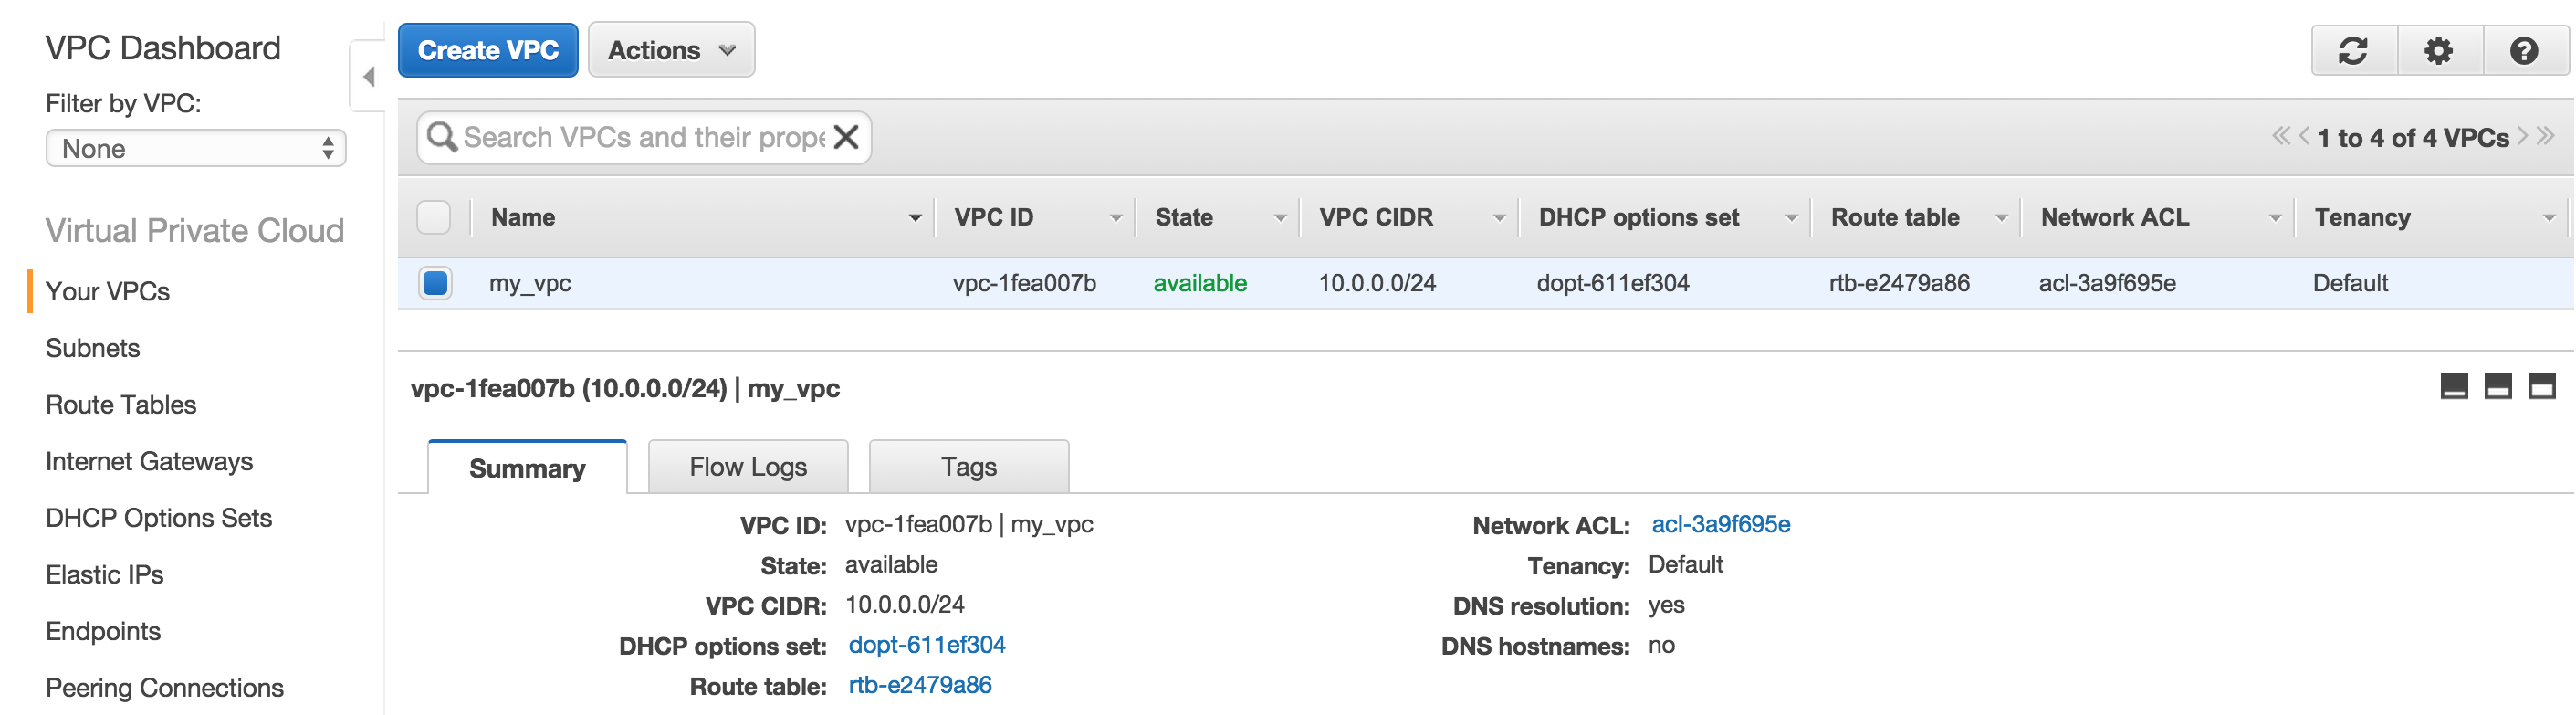 VPC Dashboard
Filter by VPC:
None
Virtual Private Cloud
Your VPCs
Subnets
Route Tables
Internet Gateways
DHCP Options Sets
Elastic IPs
Endpoints
Peering Connections
Create VPC Actions
Search VPCs and their prope
1 to 4 of 4 VPCs
Name VPC ID State VPC CIDR DHCP options set Route table Network ACL Tenancy
my_vpc vpc-1fea007b available 10.0.0.0/24 dopt-611ef304 rtb-e2479a86 acl-3a9f695e Default
vpc-1fea007b (10.0.0.0/24) | my_vpc
Summary Flow Logs Tags
VPC ID: vpc-1fea007b | my_vpc
State: available
VPC CIDR: 10.0.0.0/24
DHCP options set: dopt-611ef304
Route table: rtb-e2479a86
Network ACL: acl-3a9f695e
Tenancy: Default
DNS resolution: yes
DNS hostnames: no